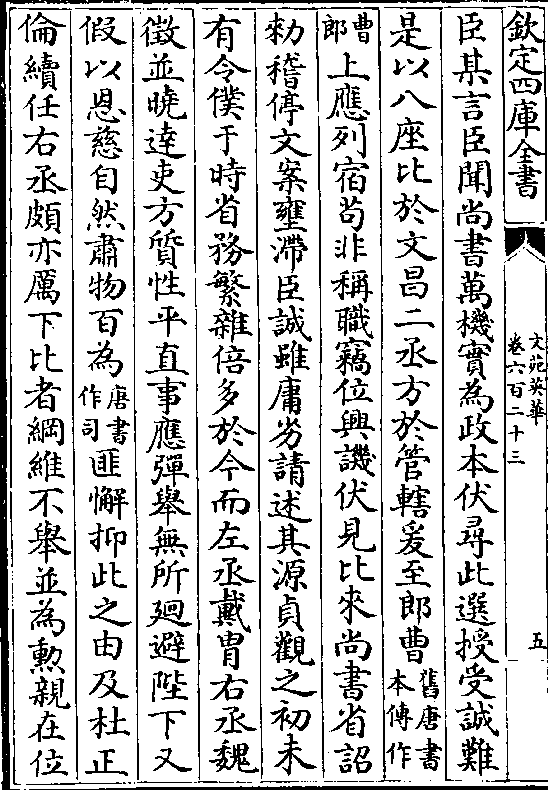 欽定四庫全書
文苑英華
卷六百二十三
五
臣某言臣聞尚書萬機實為政本伏尋此選授受誠難
是以八座比於文昌二丞方於管轄爰至郎曹舊唐書本傳作
曹郎上應列宿苟非稱職竊位興譏伏見比來尚書省詔
勑稽停文案壅滯臣誠雖庸劣請述其源貞觀之初未
有令僕于時省務繁雜倍多於今而左丞戴胄右丞魏
徵並曉達吏方質性平直事應彈舉無所廻避陛下又
假以恩慈自然肅物百為唐書作司匪懈抑此之由及杜正
倫續任右丞頗亦厲下比者綱維不舉並為勲親在位